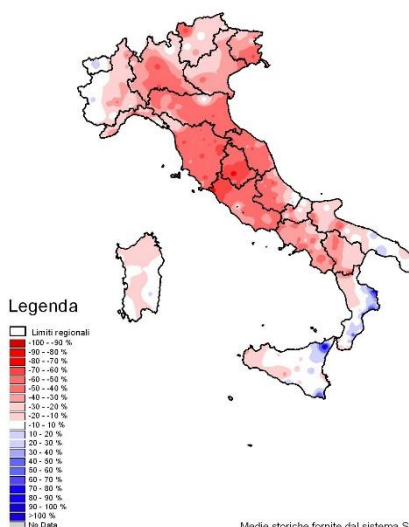 Legenda
Limiti regionali
-100 - -90 %
-90 - -80 %
-80 - -70 %
-70 - -60 %
-60 - -50 %
-50 - -40 %
-40 - -30 %
-30 - -20 %
-20 - -10 %
-10 - 10 %
10 - 20 %
20 - 30 %
30 - 40 %
40 - 50 %
50 - 60 %
60 - 70 %
70 - 80 %
80 - 90 %
90 - 100 %
>100 %
No Data
Medie storiche fornite dal sistema S